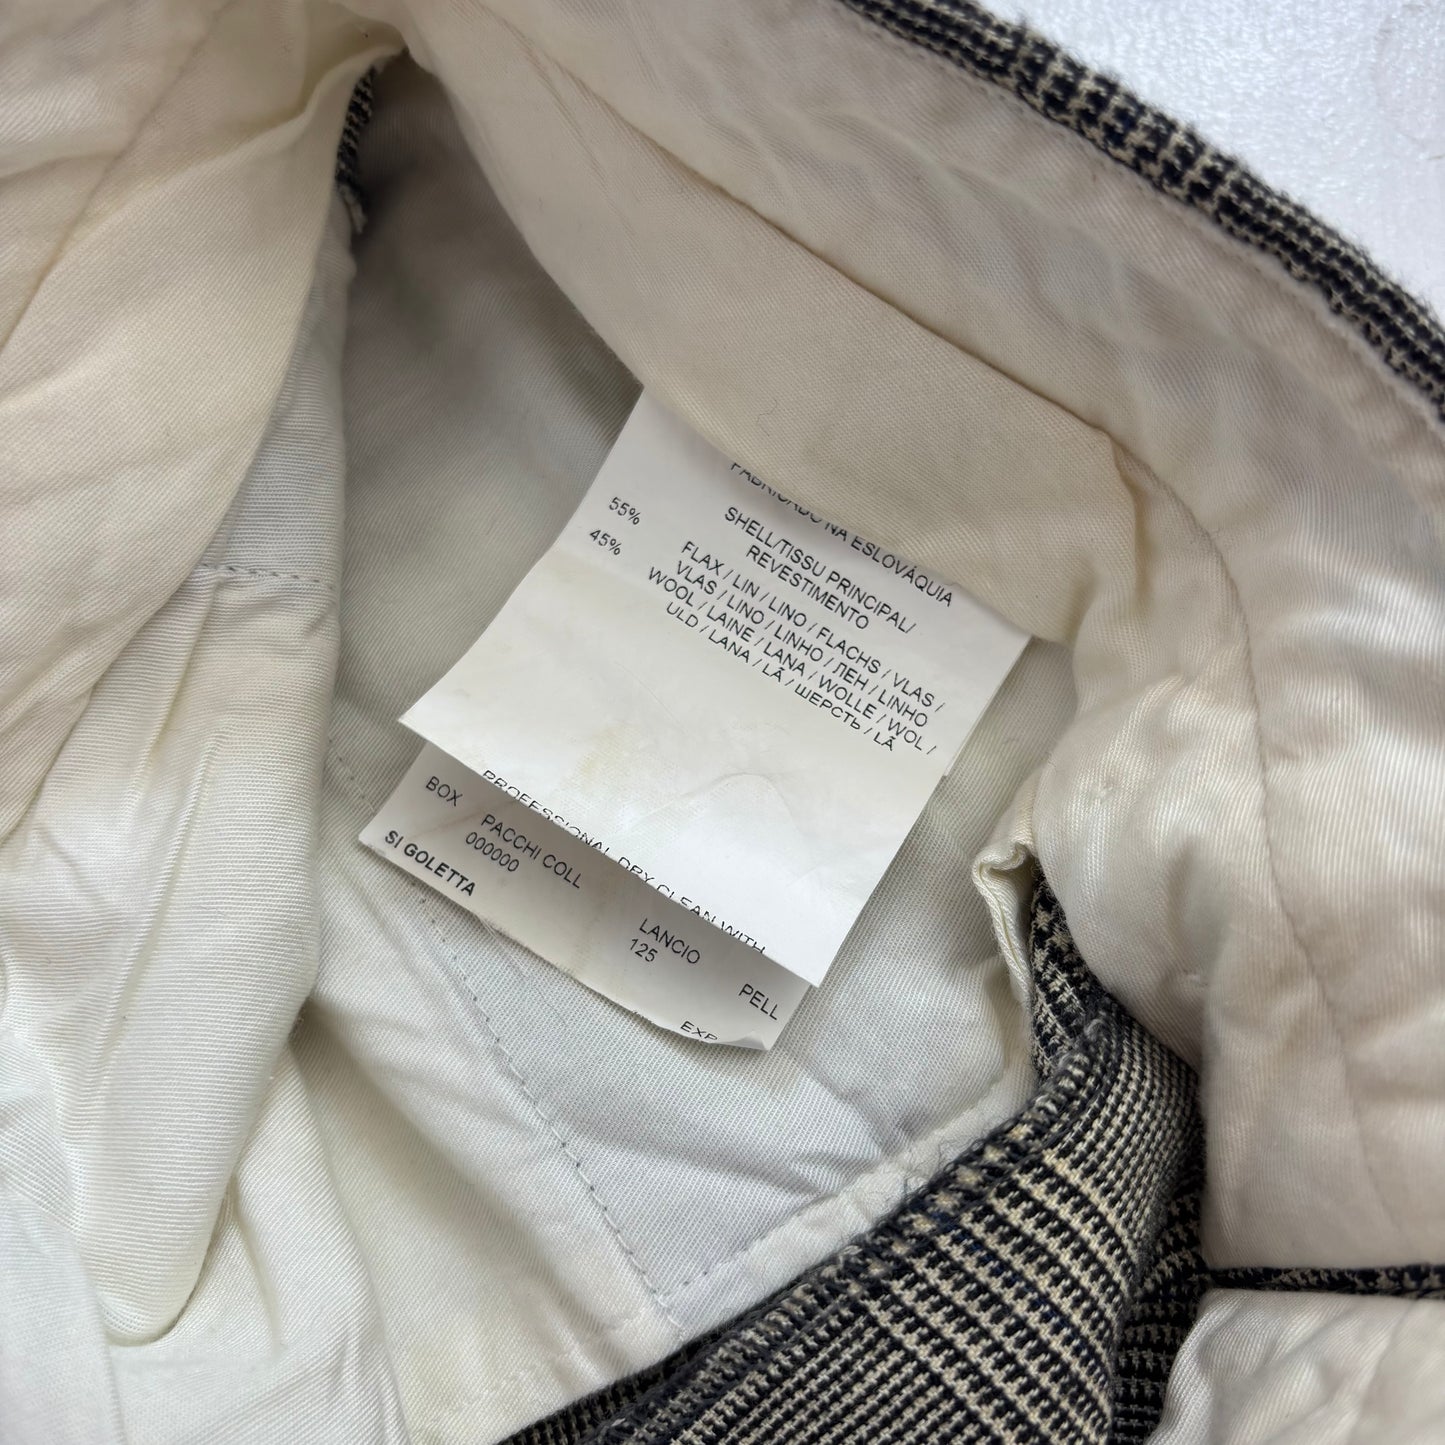 FABRICADO NA ESLOVÁQUIA
SHELL/TISSU PRINCIPAL/
REVESTIMENTO
55% FLAX / LIN / LINO / FLACHS / VLAS /
VLAS / LINO / LINHO / ЛЕН / LINHO
45% WOOL / LAINE / LANA / WOLLE / WOL /
ULD / LANA / LÃ / ШЕРСТЬ / LÃ
PROFESSIONAL DRY CLEAN WITH
BOX PACCHI COLL LANCIO PELL
000000 125 EXP
SI GOLETTA